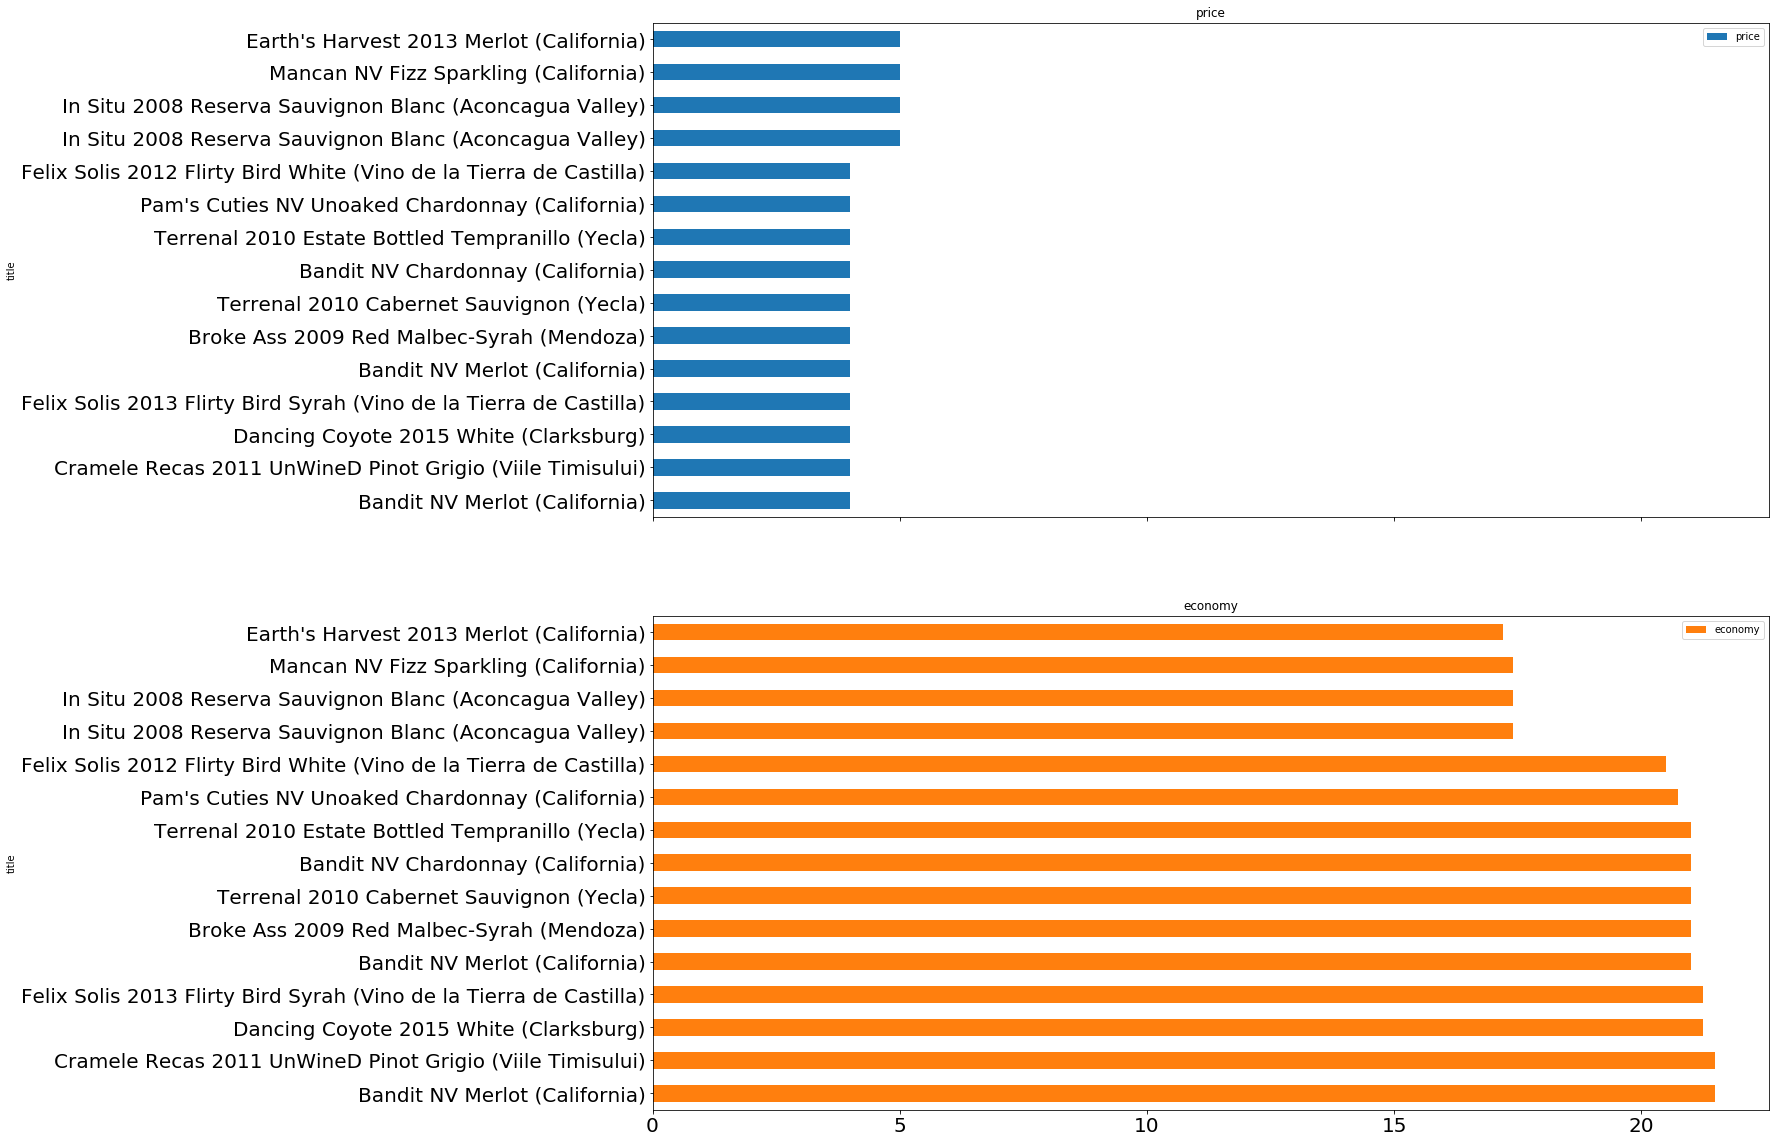 price
price
Earth's Harvest 2013 Merlot (California)
Mancan NV Fizz Sparkling (California)
In Situ 2008 Reserva Sauvignon Blanc (Aconcagua Valley)
In Situ 2008 Reserva Sauvignon Blanc (Aconcagua Valley)
Felix Solis 2012 Flirty Bird White (Vino de la Tierra de Castilla)
Pam's Cuties NV Unoaked Chardonnay (California)
Terrenal 2010 Estate Bottled Tempranillo (Yecla)
Bandit NV Chardonnay (California)
Terrenal 2010 Cabernet Sauvignon (Yecla)
Broke Ass 2009 Red Malbec-Syrah (Mendoza)
Bandit NV Merlot (California)
Felix Solis 2013 Flirty Bird Syrah (Vino de la Tierra de Castilla)
Dancing Coyote 2015 White (Clarksburg)
Cramele Recas 2011 UnWineD Pinot Grigio (Viile Timisului)
Bandit NV Merlot (California)
title
economy
economy
Earth's Harvest 2013 Merlot (California)
Mancan NV Fizz Sparkling (California)
In Situ 2008 Reserva Sauvignon Blanc (Aconcagua Valley)
In Situ 2008 Reserva Sauvignon Blanc (Aconcagua Valley)
Felix Solis 2012 Flirty Bird White (Vino de la Tierra de Castilla)
Pam's Cuties NV Unoaked Chardonnay (California)
Terrenal 2010 Estate Bottled Tempranillo (Yecla)
Bandit NV Chardonnay (California)
Terrenal 2010 Cabernet Sauvignon (Yecla)
Broke Ass 2009 Red Malbec-Syrah (Mendoza)
Bandit NV Merlot (California)
Felix Solis 2013 Flirty Bird Syrah (Vino de la Tierra de Castilla)
Dancing Coyote 2015 White (Clarksburg)
Cramele Recas 2011 UnWineD Pinot Grigio (Viile Timisului)
Bandit NV Merlot (California)
title
0 5 10 15 20